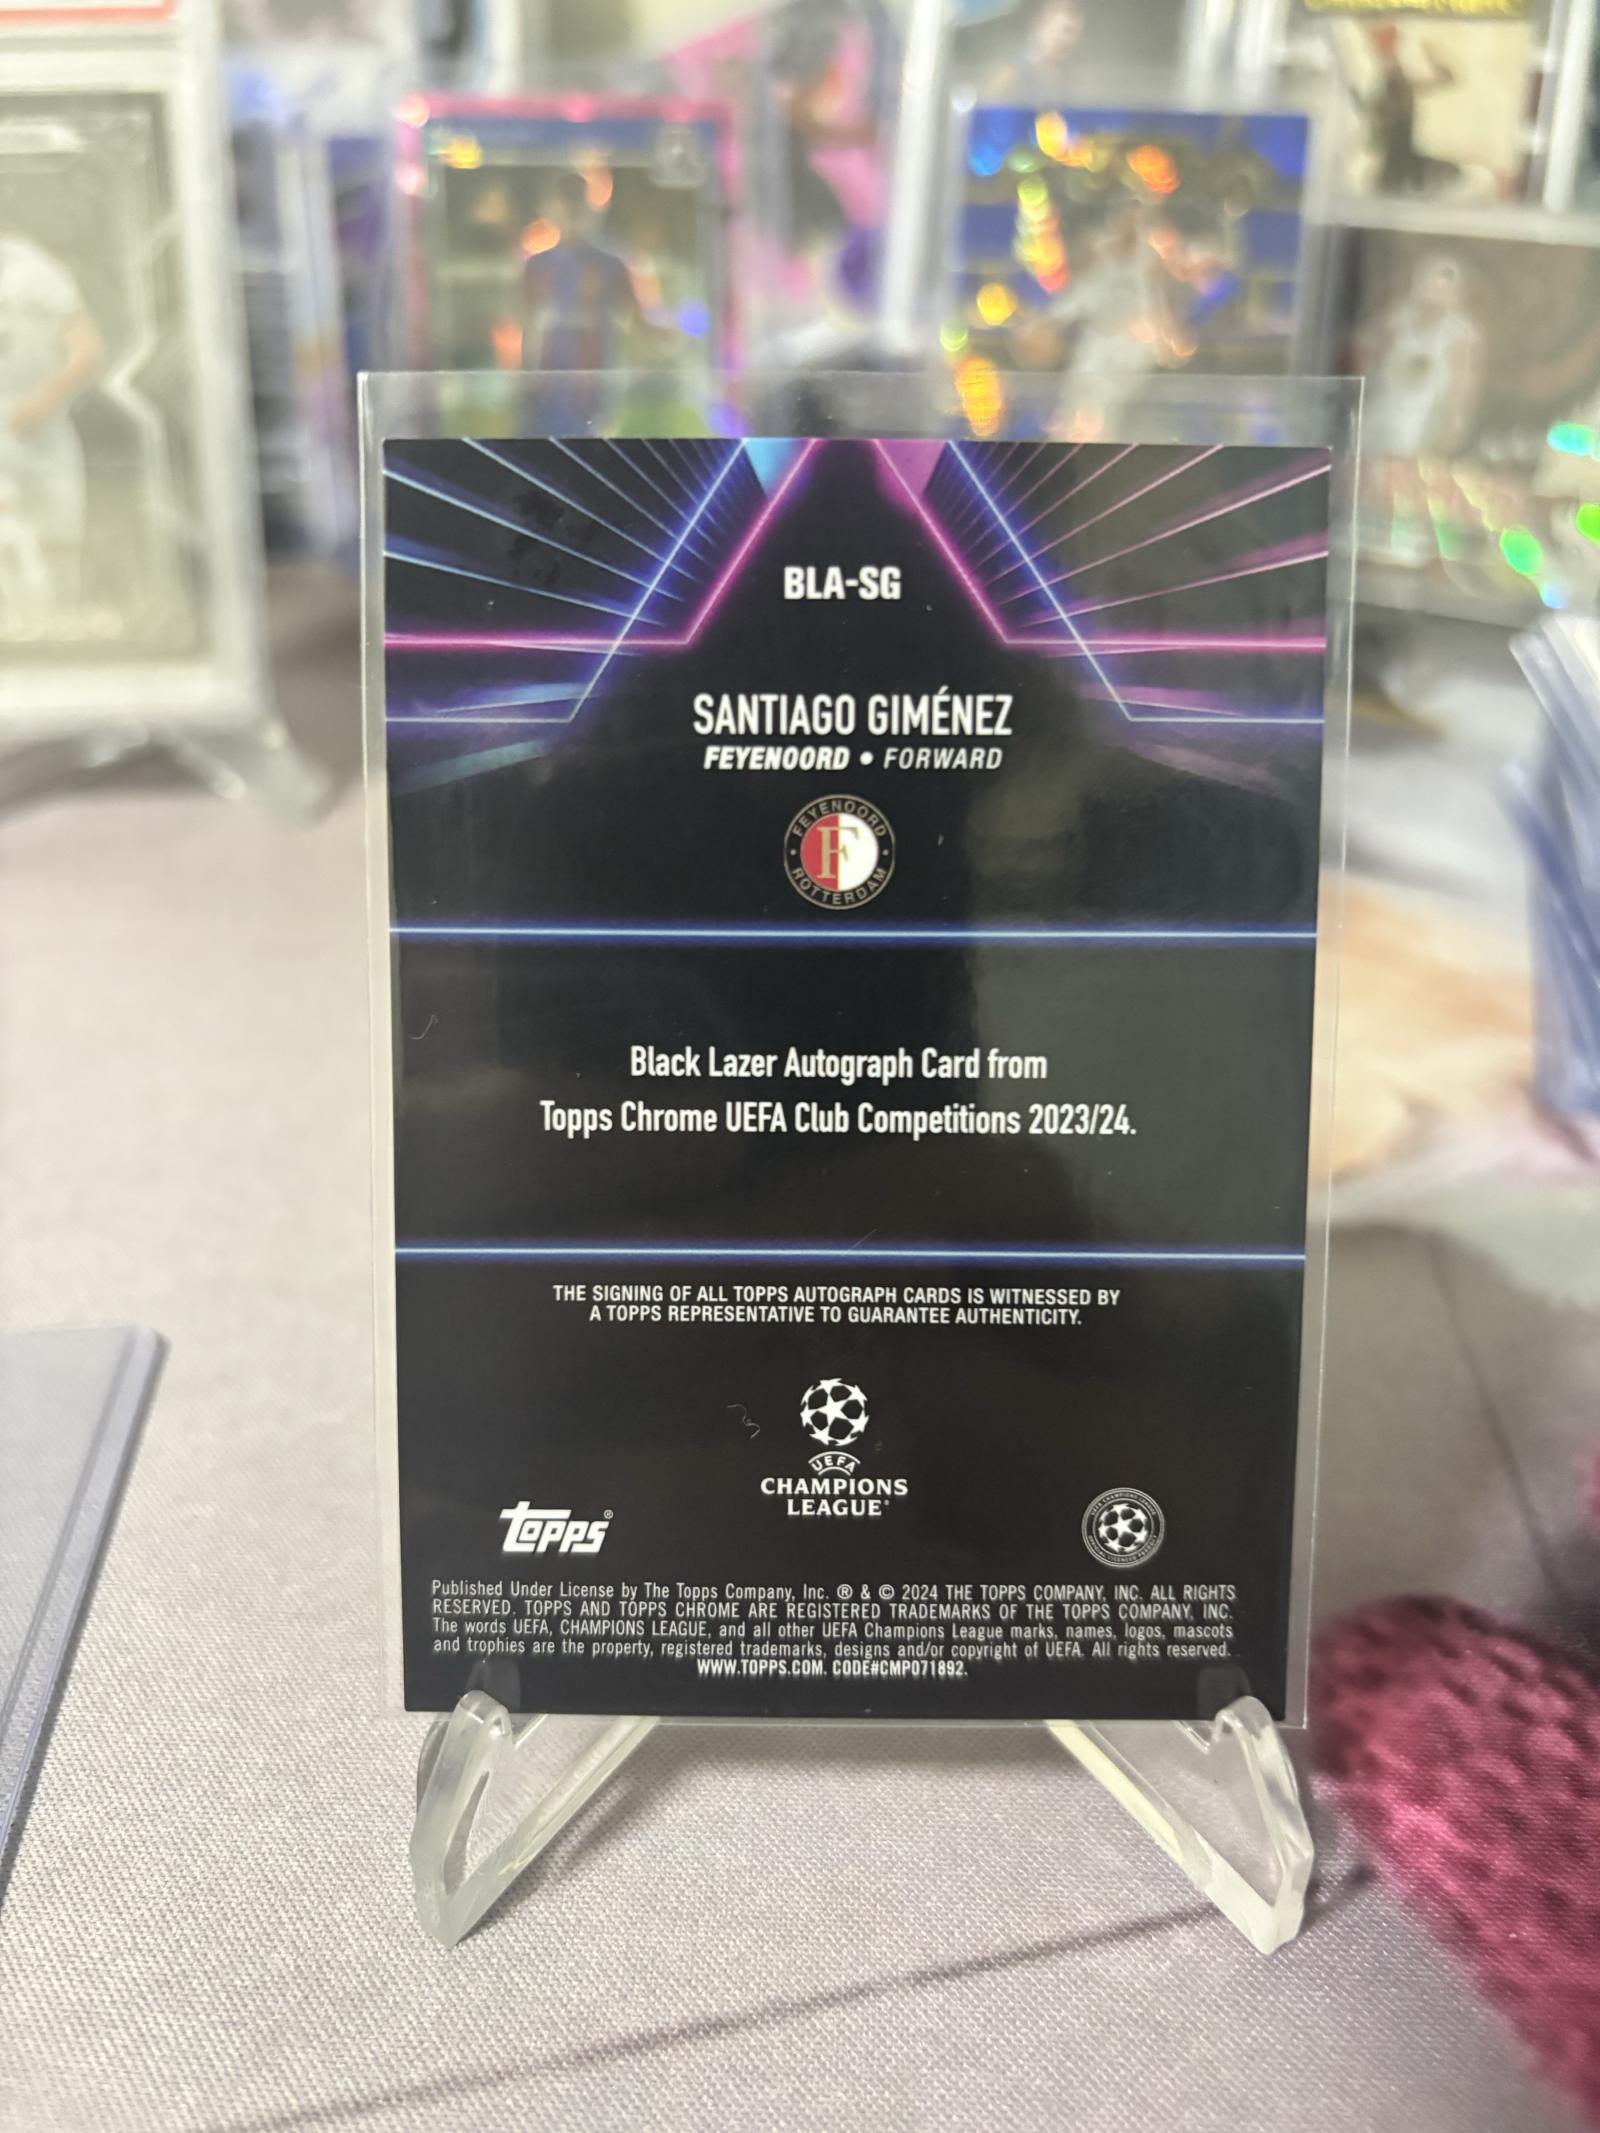 BLA-SG
SANTIAGO GIMÉNEZ
FEYENOORD • FORWARD
FEYENOORD
F
ROTTERDAM
Black Lazer Autograph Card from
Topps Chrome UEFA Club Competitions 2023/24.
THE SIGNING OF ALL TOPPS AUTOGRAPH CARDS IS WITNESSED BY
A TOPPS REPRESENTATIVE TO GUARANTEE AUTHENTICITY.
UEFA
CHAMPIONS
LEAGUE®
topps®
Published Under License by The Topps Company, Inc. ® & © 2024 THE TOPPS COMPANY, INC. ALL RIGHTS
RESERVED. TOPPS AND TOPPS CHROME ARE REGISTERED TRADEMARKS OF THE TOPPS COMPANY, INC.
The words UEFA, CHAMPIONS LEAGUE, and all other UEFA Champions League marks, names, logos, mascots
and trophies are the property, registered trademarks, designs and/or copyright of UEFA. All rights reserved.
WWW.TOPPS.COM. CODE#CMP071892.